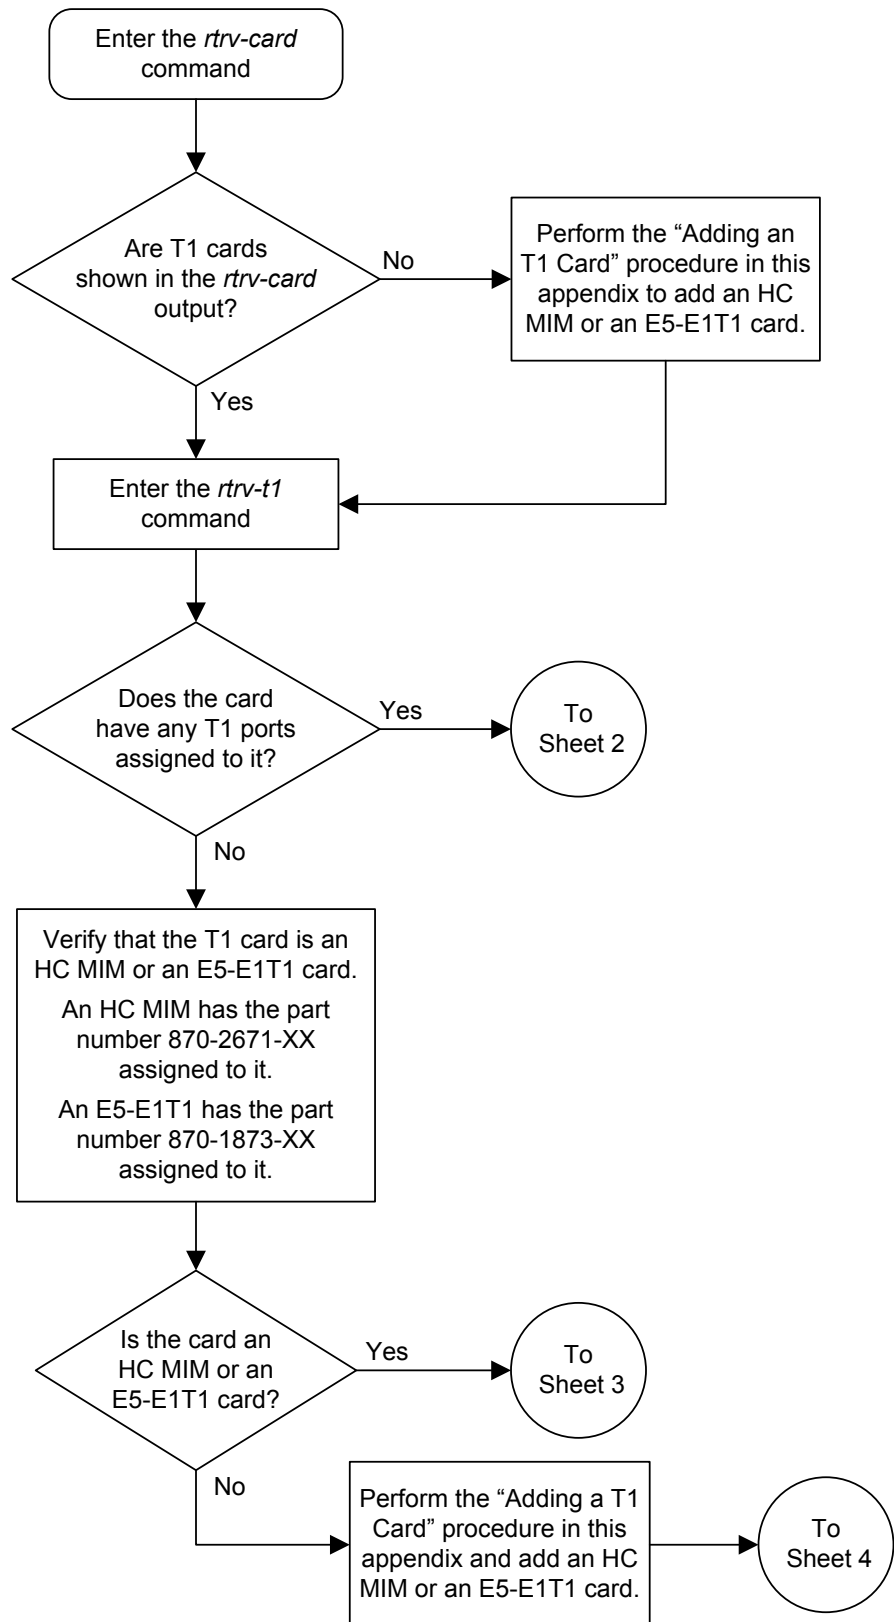 Enter the rtrv-card
command
Are T1 cards
shown in the rtrv-card
output?
No
Perform the “Adding an
T1 Card” procedure in this
appendix to add an HC
MIM or an E5-E1T1 card.
Yes
Enter the rtrv-t1
command
Does the card
have any T1 ports
assigned to it?
Yes
To
Sheet 2
No
Verify that the T1 card is an
HC MIM or an E5-E1T1 card.
An HC MIM has the part
number 870-2671-XX
assigned to it.
An E5-E1T1 has the part
number 870-1873-XX
assigned to it.
Is the card an
HC MIM or an
E5-E1T1 card?
Yes
To
Sheet 3
No
Perform the “Adding a T1
Card” procedure in this
appendix and add an HC
MIM or an E5-E1T1 card.
To
Sheet 4